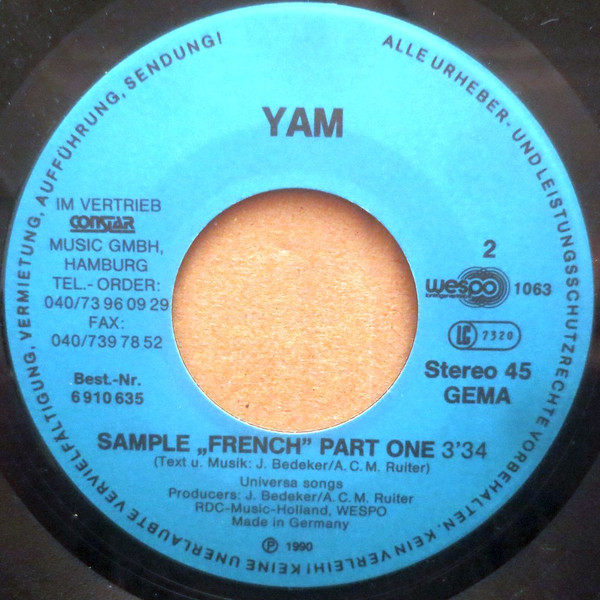 ALLE URHEBER- UND LEISTUNGSSCHUTZRECHTE VORBEHALTEN. KEIN VERLEIH! KEINE UNERLAUBTE VERVIELFÄLTIGUNG, VERMIETUNG, AUFFÜHRUNG, SENDUNG!
YAM
IM VERTRIEB
CONSTAR
MUSIC GMBH,
HAMBURG
TEL.-ORDER:
040/73 96 09 29
FAX:
040/739 78 52
Best.-Nr.
6 910 635
2
wespo 1063
LC 7320
Stereo 45
GEMA
SAMPLE „FRENCH” PART ONE 3'34
(Text u. Musik: J. Bedeker/A. C. M. Ruiter)
Universa songs
Producers: J. Bedeker/A. C. M. Ruiter
RDC-Music-Holland, WESPO
Made in Germany
Ⓟ 1990